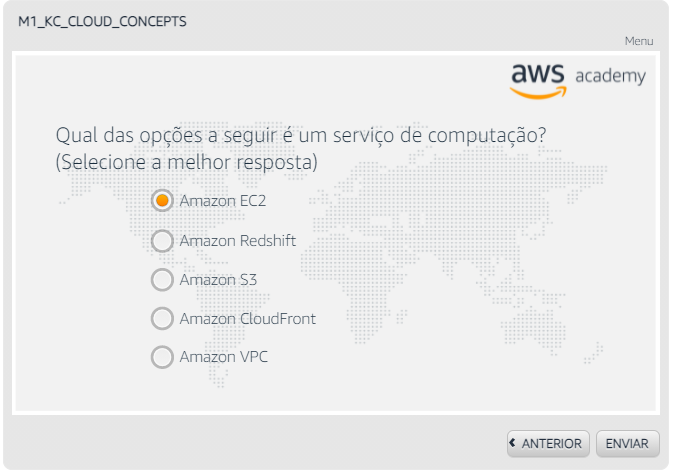 M1_KC_CLOUD_CONCEPTS
Menu
aws academy
Qual das opções a seguir é um serviço de computação?
(Selecione a melhor resposta)
Amazon EC2
Amazon Redshift
Amazon S3
Amazon CloudFront
Amazon VPC
ANTERIOR ENVIAR